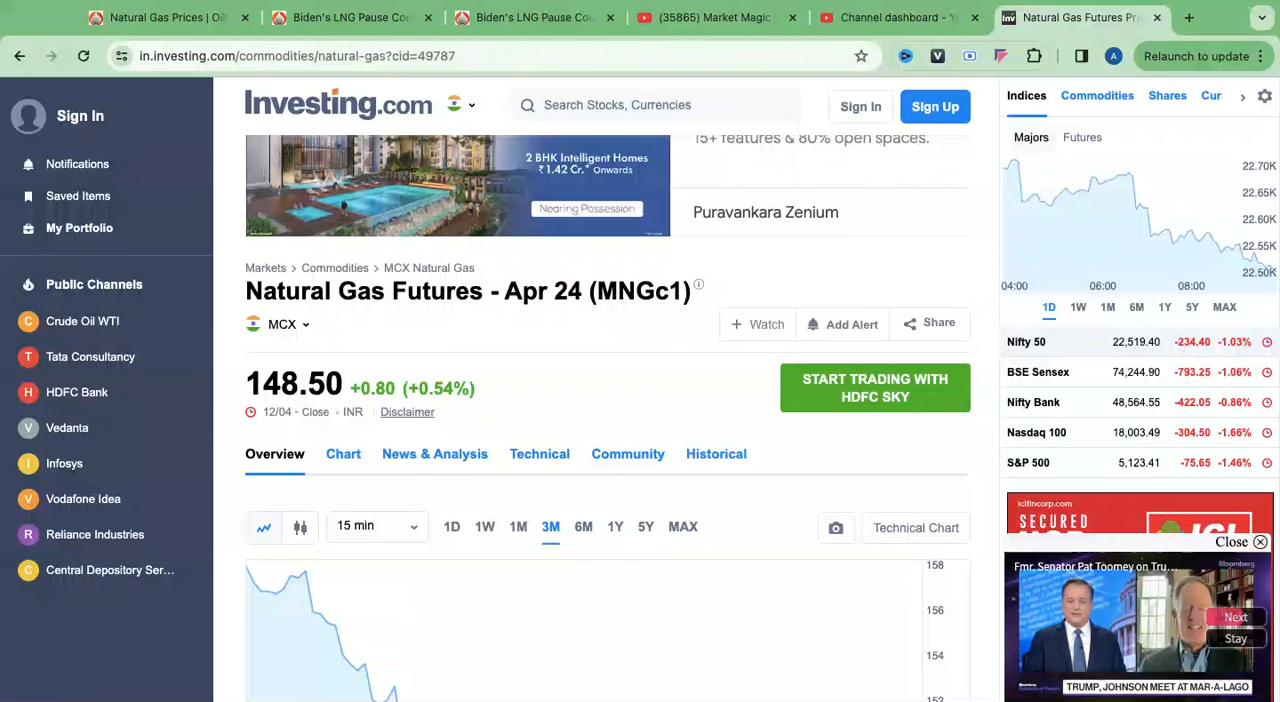 Natural Gas Prices | Oil
Biden's LNG Pause Cou
Biden's LNG Pause Cou
(35865) Market Magic
Channel dashboard - Y
Inv Natural Gas Futures Pri
in.investing.com/commodities/natural-gas?cid=49787
A
Relaunch to update
Sign In
Notifications
Saved Items
My Portfolio
Public Channels
C Crude Oil WTI
T Tata Consultancy
H HDFC Bank
V Vedanta
I Infosys
V Vodafone Idea
R Reliance Industries
C Central Depository Ser...
Investing.com
Search Stocks, Currencies
Sign In
Sign Up
2 BHK Intelligent Homes
₹ 1.42 Cr.* Onwards
Nearing Possession
15+ features & 80% open spaces.
Puravankara Zenium
Markets > Commodities > MCX Natural Gas
Natural Gas Futures - Apr 24 (MNGc1)
MCX
+ Watch
Add Alert
Share
148.50 +0.80 (+0.54%)
12/04 - Close · INR
Disclaimer
START TRADING WITH
HDFC SKY
Overview
Chart
News & Analysis
Technical
Community
Historical
15 min
1D 1W 1M 3M 6M 1Y 5Y MAX
Technical Chart
158
156
154
152
Indices
Commodities
Shares
Cur
Majors
Futures
22.70K
22.65K
22.60K
22.55K
22.50K
04:00 06:00 08:00
1D 1W 1M 6M 1Y 5Y MAX
Nifty 50 22,519.40 -234.40 -1.03%
BSE Sensex 74,244.90 -793.25 -1.06%
Nifty Bank 48,564.55 -422.05 -0.86%
Nasdaq 100 18,003.49 -304.50 -1.66%
S&P 500 5,123.41 -75.65 -1.46%
iclfincorp.com
SECURED
Close
Fmr. Senator Pat Toomey on Tru...
Bloomberg
Next
Stay
TRUMP, JOHNSON MEET AT MAR-A-LAGO